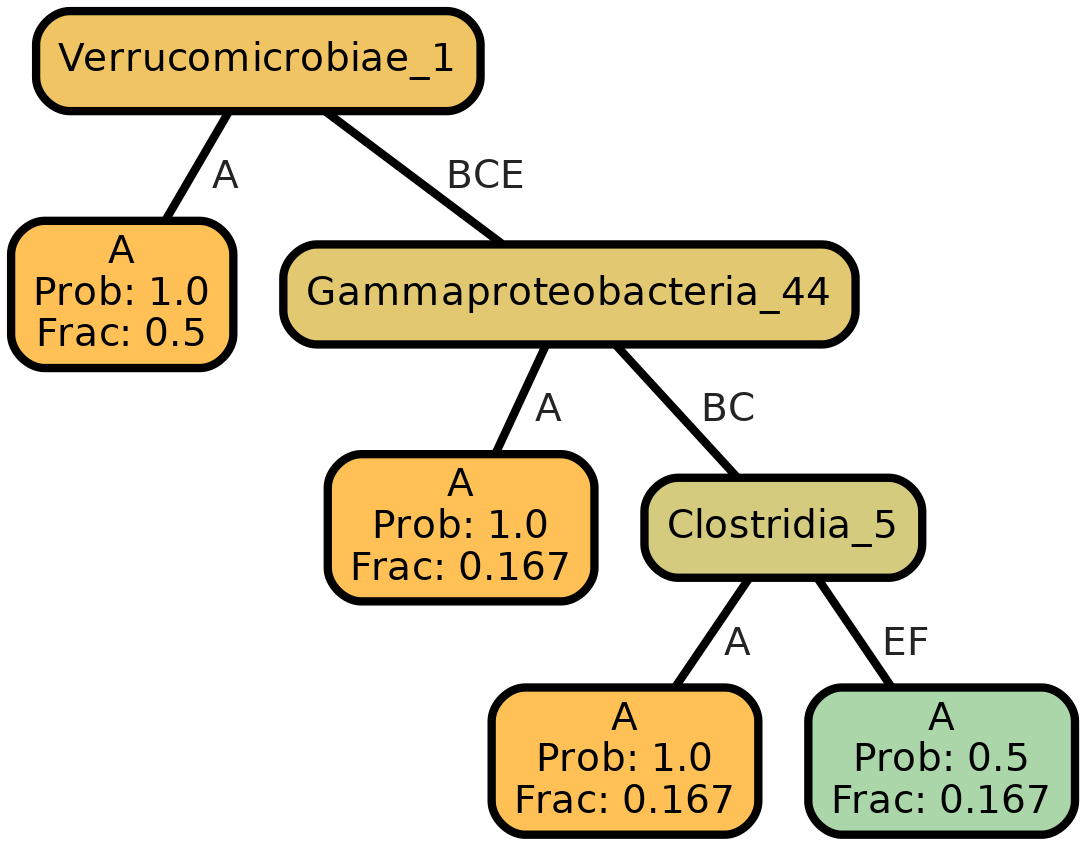 Verrucomicrobiae_1
A
BCE
A
Prob: 1.0
Frac: 0.5
Gammaproteobacteria_44
A
BC
A
Prob: 1.0
Frac: 0.167
Clostridia_5
A
EF
A
Prob: 1.0
Frac: 0.167
A
Prob: 0.5
Frac: 0.167